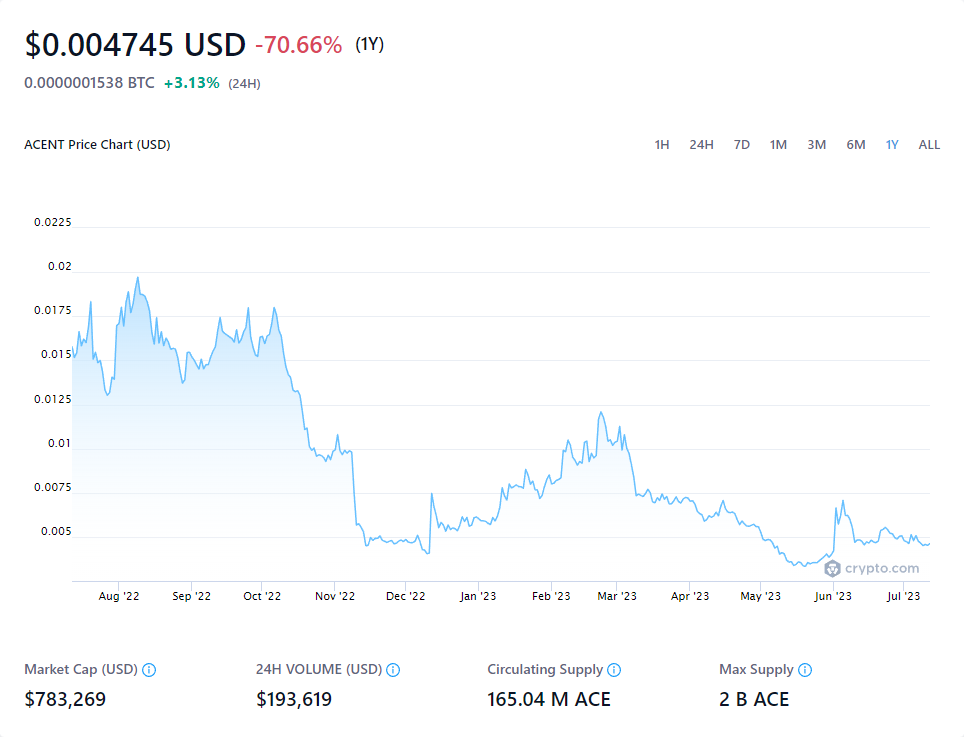 $0.004745 USD -70.66% (1Y)
0.0000001538 BTC +3.13% (24H)
ACENT Price Chart (USD) 1H 24H 7D 1M 3M 6M 1Y ALL
0.0225
0.02
0.0175
0.015
0.0125
0.01
0.0075
0.005
crypto.com
Aug '22 Sep '22 Oct '22 Nov '22 Dec '22 Jan '23 Feb '23 Mar '23 Apr '23 May '23 Jun '23 Jul '23
Market Cap (USD) 24H VOLUME (USD) Circulating Supply Max Supply
$783,269 $193,619 165.04 M ACE 2 B ACE